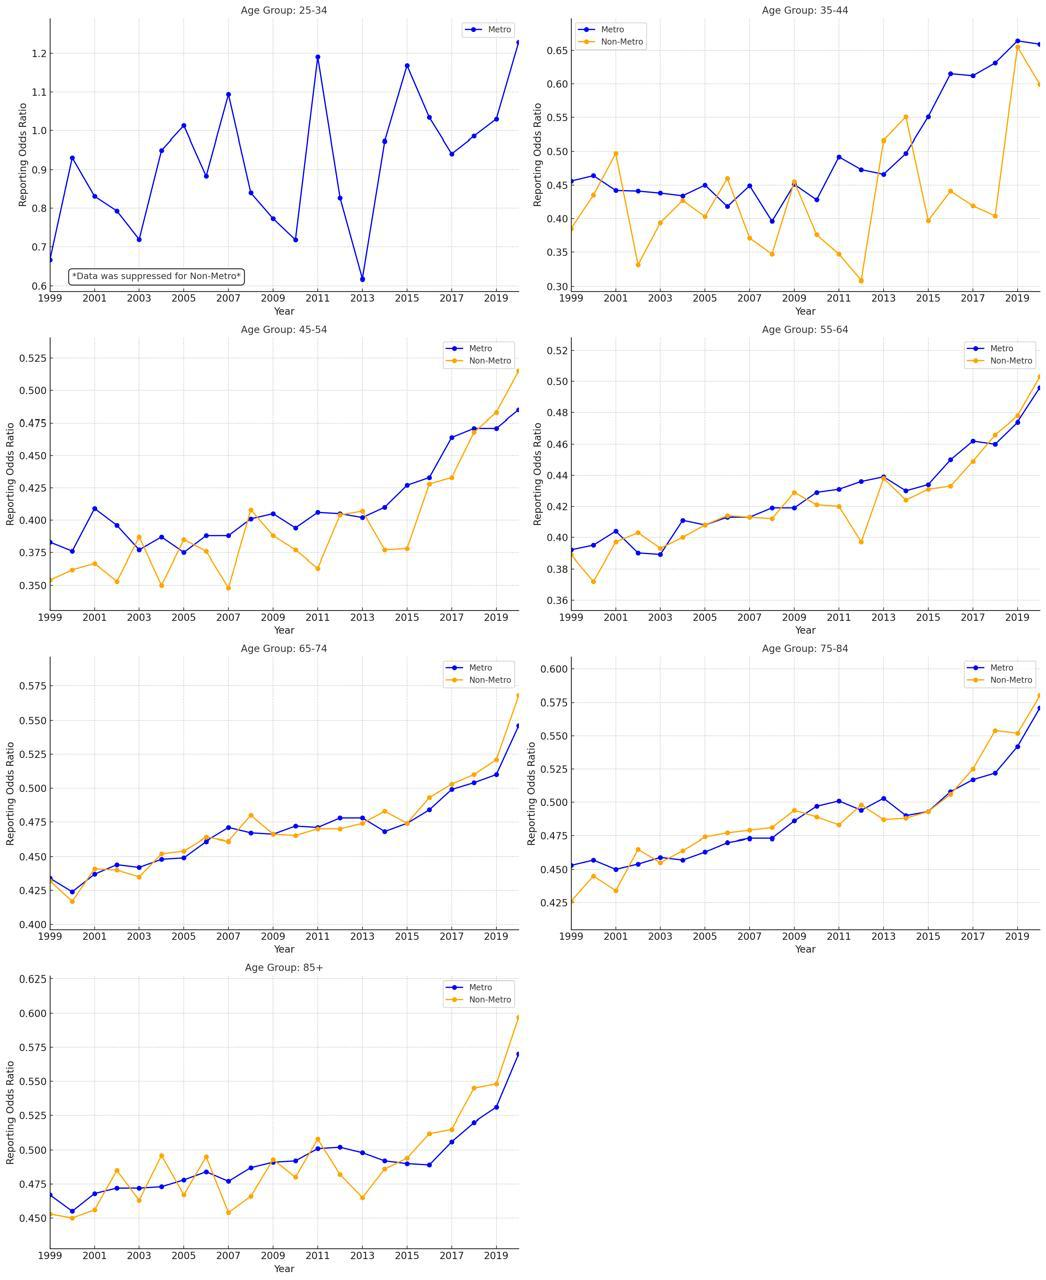 Age Group: 25-34
Metro
Reporting Odds Ratio
1.2
1.1
1.0
0.9
0.8
0.7
0.6
*Data was suppressed for Non-Metro*
1999 2001 2003 2005 2007 2009 2011 2013 2015 2017 2019
Year
Age Group: 35-44
Metro
Non-Metro
Reporting Odds Ratio
0.65
0.60
0.55
0.50
0.45
0.40
0.35
0.30
1999 2001 2003 2005 2007 2009 2011 2013 2015 2017 2019
Year
Age Group: 45-54
Metro
Non-Metro
Reporting Odds Ratio
0.525
0.500
0.475
0.450
0.425
0.400
0.375
0.350
1999 2001 2003 2005 2007 2009 2011 2013 2015 2017 2019
Year
Age Group: 55-64
Metro
Non-Metro
Reporting Odds Ratio
0.52
0.50
0.48
0.46
0.44
0.42
0.40
0.38
0.36
1999 2001 2003 2005 2007 2009 2011 2013 2015 2017 2019
Year
Age Group: 65-74
Metro
Non-Metro
Reporting Odds Ratio
0.575
0.550
0.525
0.500
0.475
0.450
0.425
0.400
1999 2001 2003 2005 2007 2009 2011 2013 2015 2017 2019
Year
Age Group: 75-84
Metro
Non-Metro
Reporting Odds Ratio
0.600
0.575
0.550
0.525
0.500
0.475
0.450
0.425
1999 2001 2003 2005 2007 2009 2011 2013 2015 2017 2019
Year
Age Group: 85+
Metro
Non-Metro
Reporting Odds Ratio
0.625
0.600
0.575
0.550
0.525
0.500
0.475
0.450
1999 2001 2003 2005 2007 2009 2011 2013 2015 2017 2019
Year